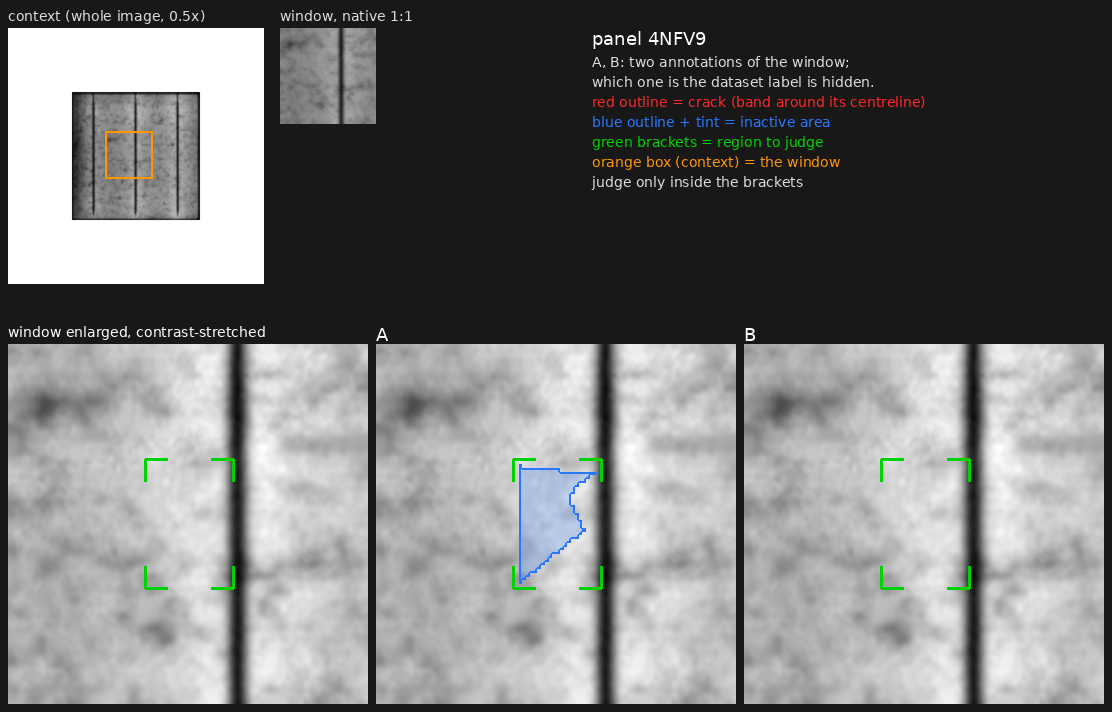 context (whole image, 0.5x)
window, native 1:1
panel 4NFV9
A, B: two annotations of the window;
which one is the dataset label is hidden.
red outline = crack (band around its centreline)
blue outline + tint = inactive area
green brackets = region to judge
orange box (context) = the window
judge only inside the brackets
window enlarged, contrast-stretched
A
B